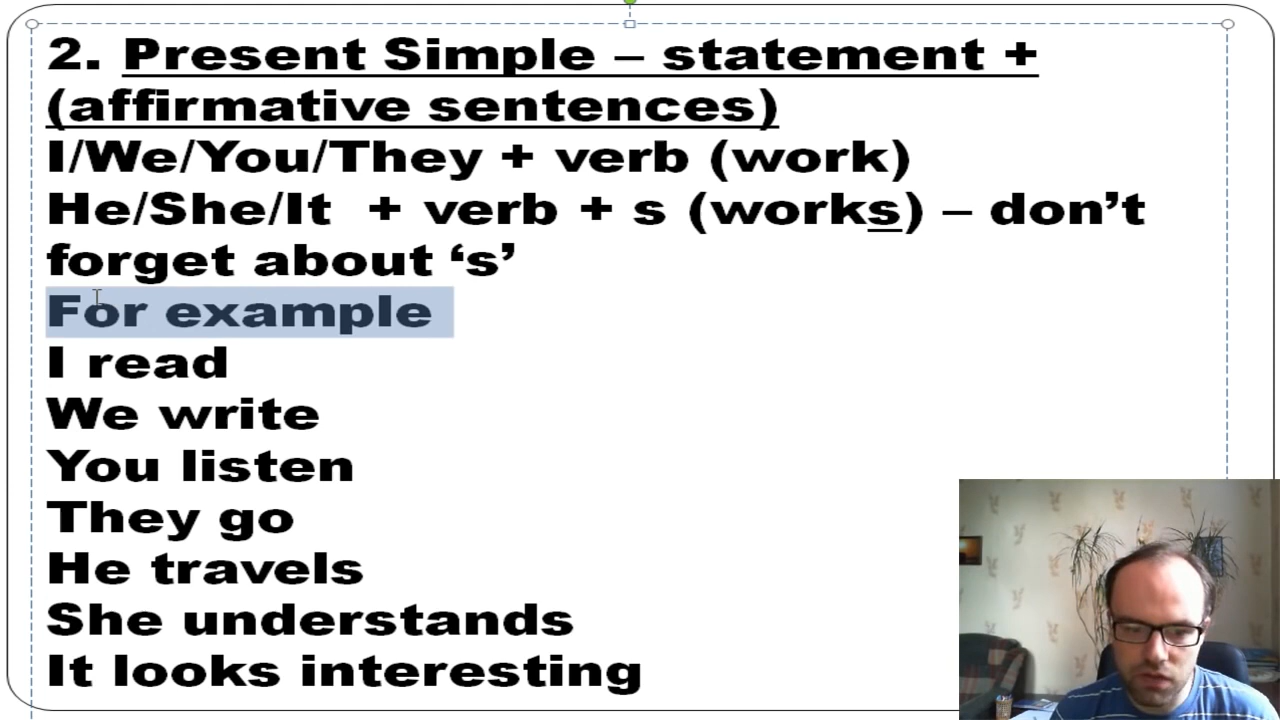 2. Present Simple – statement +
(affirmative sentences)
I/We/You/They + verb (work)
He/She/It + verb + s (works) – don’t
forget about ‘s’
For example
I read
We write
You listen
They go
He travels
She understands
It looks interesting